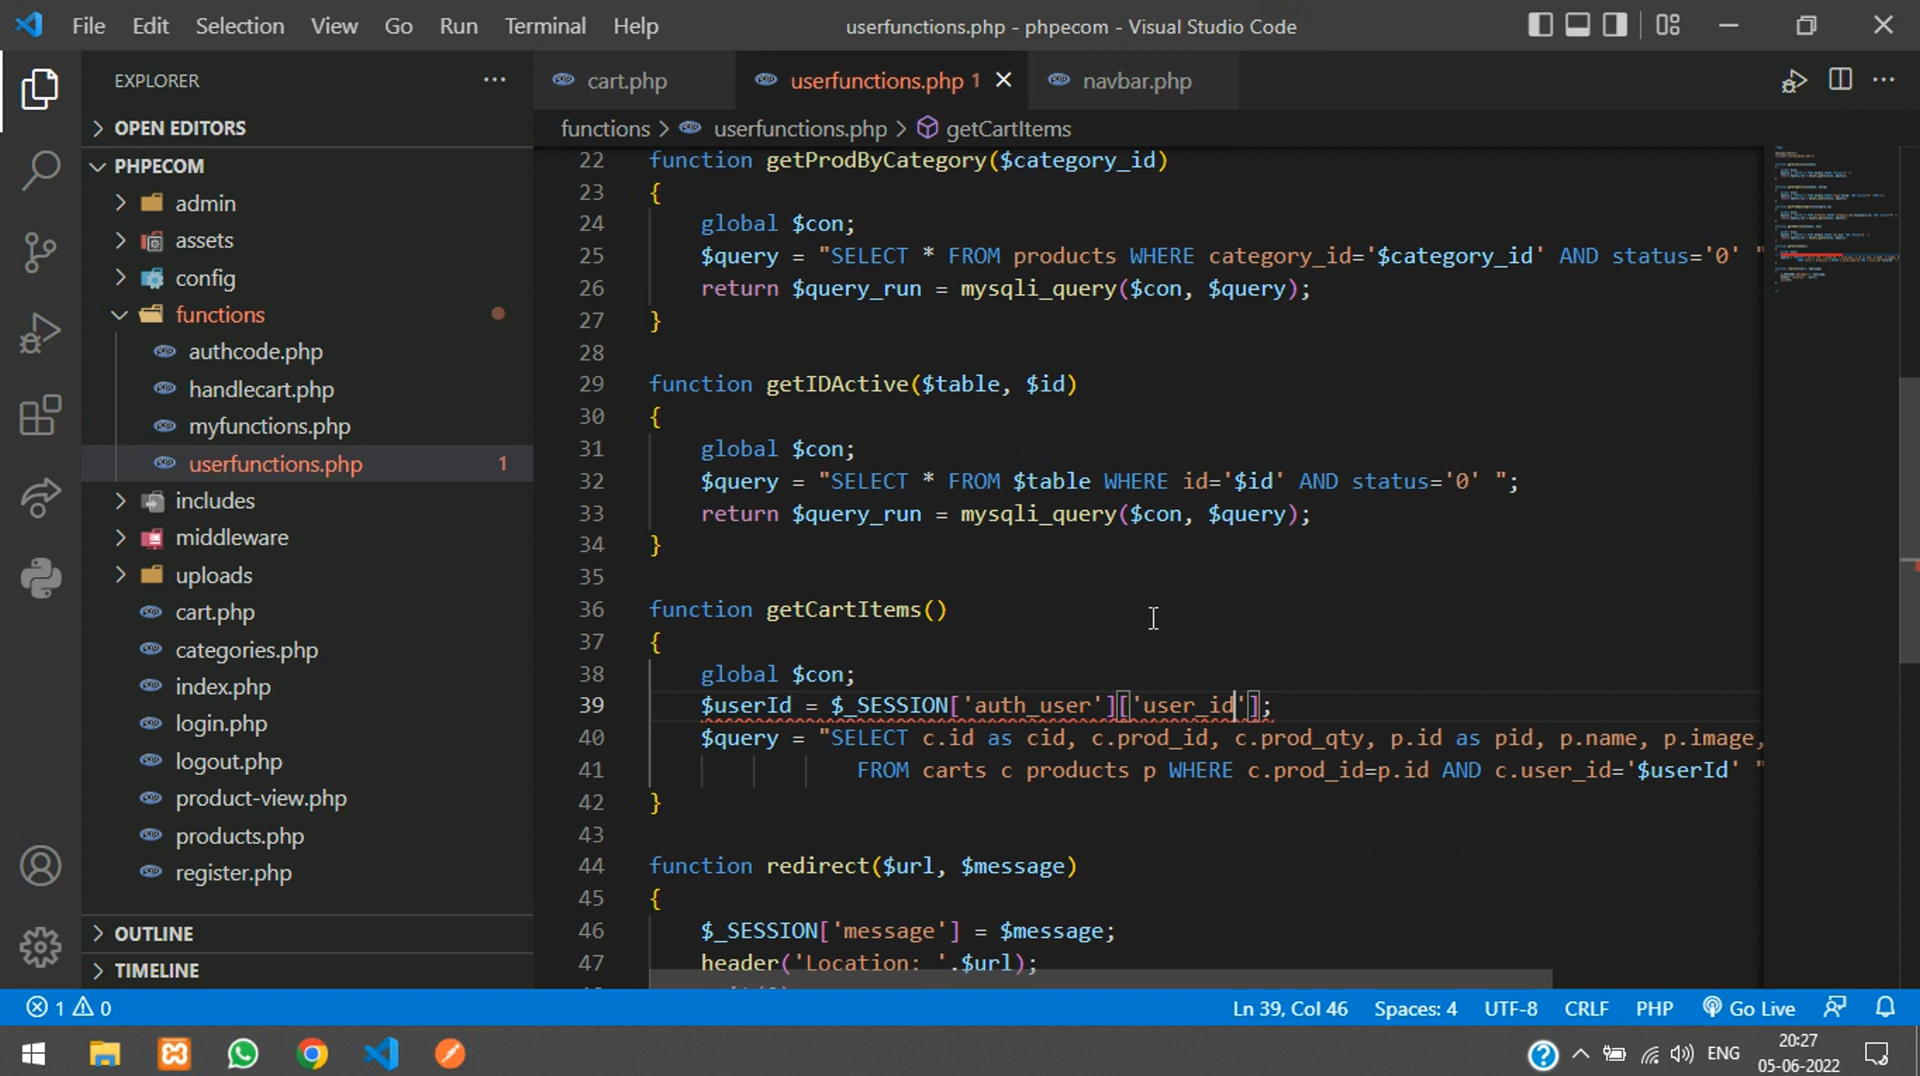 File Edit Selection View Go Run Terminal Help
userfunctions.php - phpecom - Visual Studio Code
EXPLORER
OPEN EDITORS
PHPECOM
admin
assets
config
functions
authcode.php
handlecart.php
myfunctions.php
userfunctions.php 1
includes
middleware
uploads
cart.php
categories.php
index.php
login.php
logout.php
product-view.php
products.php
register.php
OUTLINE
TIMELINE
cart.php userfunctions.php 1 navbar.php
functions > userfunctions.php > getCartItems
22 function getProdByCategory($category_id)
23 {
24 global $con;
25 $query = "SELECT * FROM products WHERE category_id='$category_id' AND status='0' "
26 return $query_run = mysqli_query($con, $query);
27 }
28
29 function getIDActive($table, $id)
30 {
31 global $con;
32 $query = "SELECT * FROM $table WHERE id='$id' AND status='0' ";
33 return $query_run = mysqli_query($con, $query);
34 }
35
36 function getCartItems()
37 {
38 global $con;
39 $userId = $_SESSION['auth_user']['user_id'];
40 $query = "SELECT c.id as cid, c.prod_id, c.prod_qty, p.id as pid, p.name, p.image,
41 FROM carts c products p WHERE c.prod_id=p.id AND c.user_id='$userId' "
42 }
43
44 function redirect($url, $message)
45 {
46 $_SESSION['message'] = $message;
47 header('Location: '.$url);
1 0
Ln 39, Col 46 Spaces: 4 UTF-8 CRLF PHP Go Live
ENG
20:27
05-06-2022